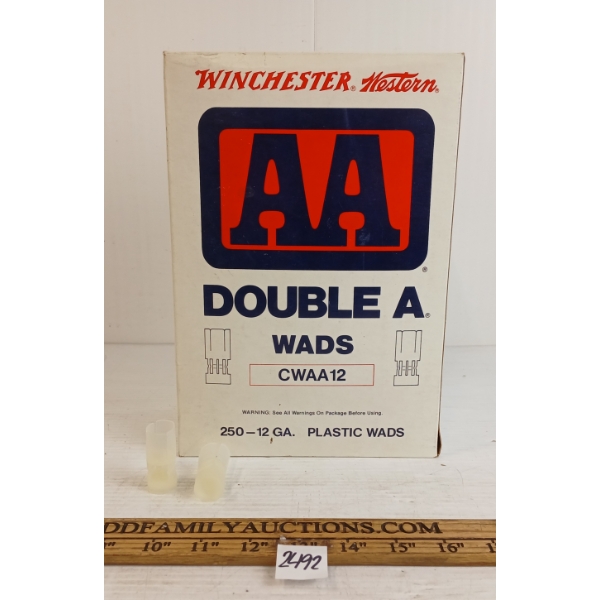 WINCHESTER® Western®
AA®
DOUBLE A®
WADS
CWAA12
WARNING: See All Warnings On Package Before Using.
250—12 GA. PLASTIC WADS
DDFAMILYAUCTIONS.COM
10" 11" 12" 14" 15" 16"
2492